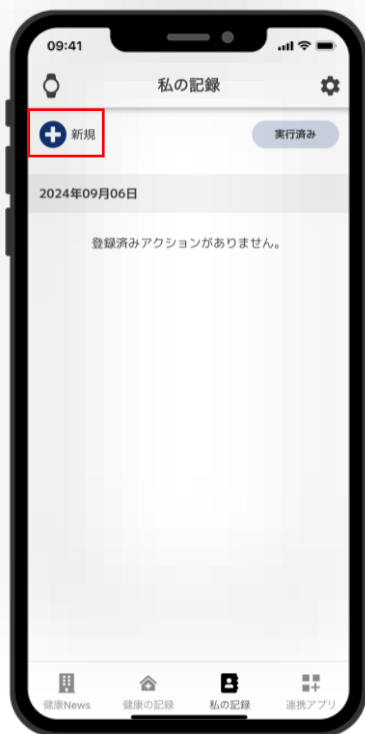 09:41
私の記録
新規
実行済み
2024年09月06日
登録済みアクションがありません。
健康News
健康の記録
私の記録
連携アプリ